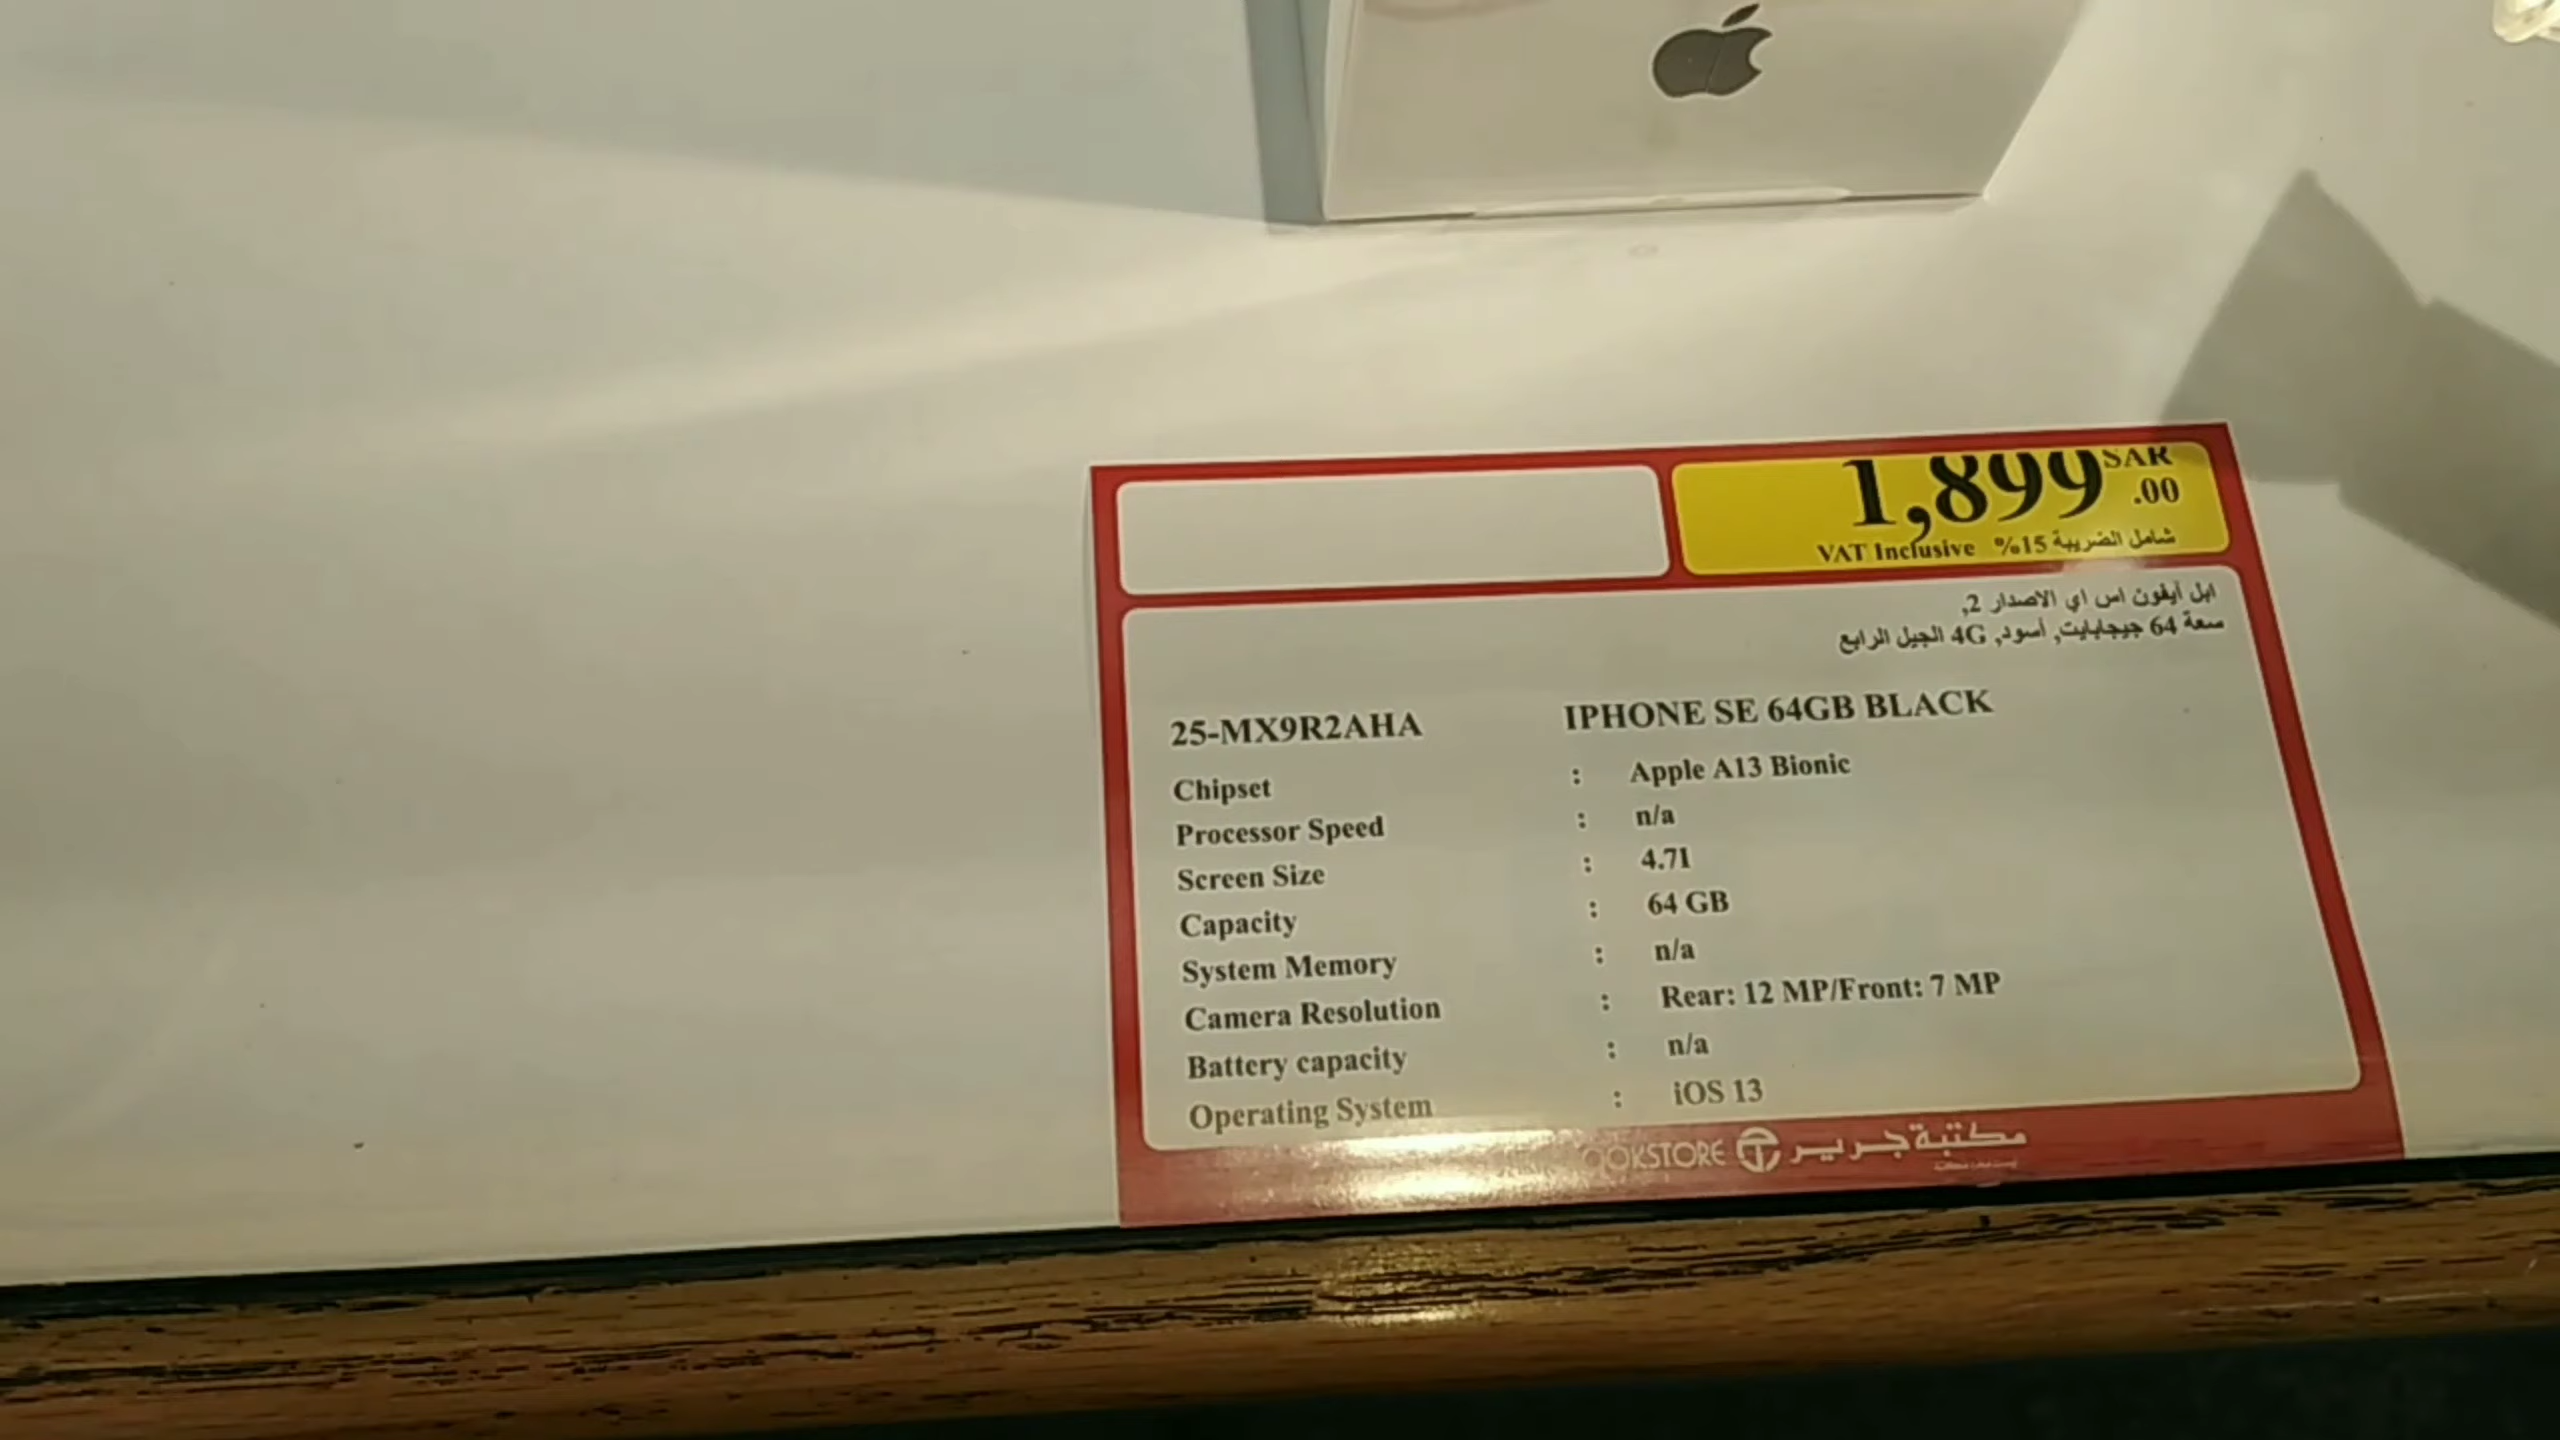 1,899 SAR .00
VAT Inclusive %15 شامل الضريبة
ابل آيفون اس اي الاصدار 2,
سعة 64 جيجابايت, أسود, 4G الجيل الرابع
25-MX9R2AHA IPHONE SE 64GB BLACK
Chipset : Apple A13 Bionic
Processor Speed : n/a
Screen Size : 4.7I
Capacity : 64 GB
System Memory : n/a
Camera Resolution : Rear: 12 MP/Front: 7 MP
Battery capacity : n/a
Operating System : iOS 13
OOKSTORE مكتبة جرير